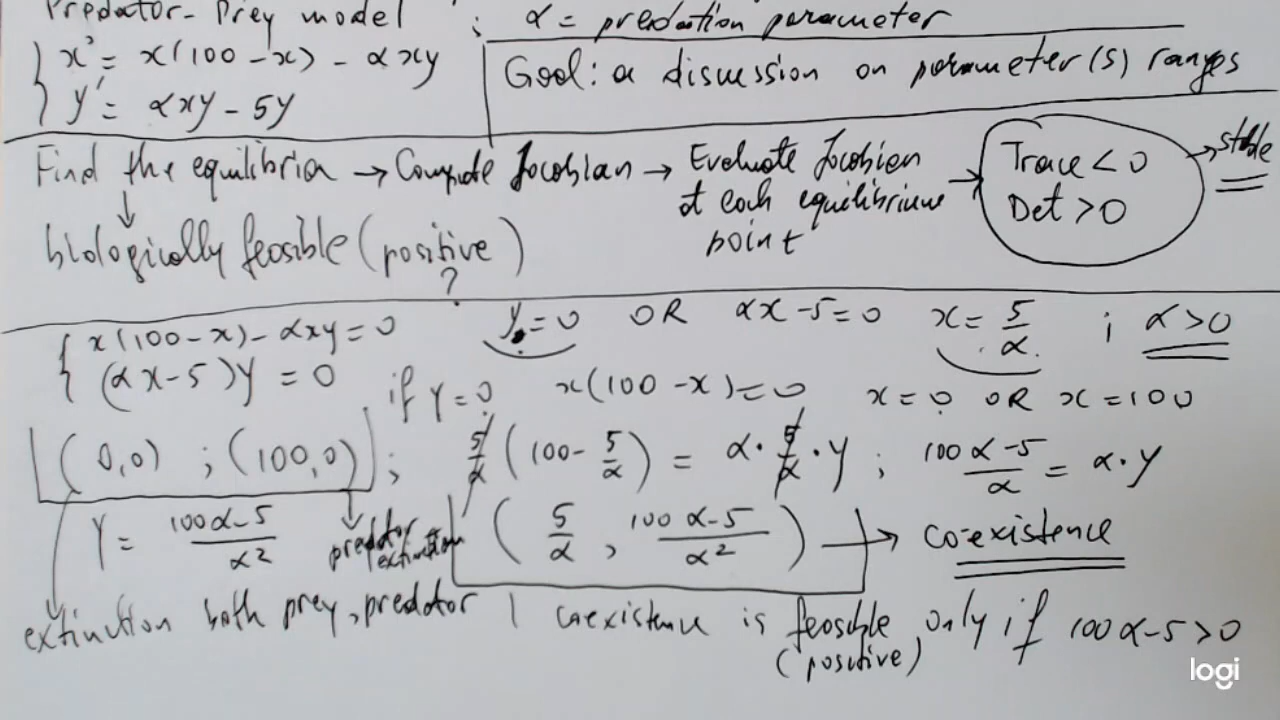 Predator-Prey model ; α = predation parameter
x' = x(100 - x) - αxy
y' = αxy - 5y
Goal: a discussion on parameter(s) ranges
Find the equilibria → Compute Jacobian → Evaluate Jacobian at each equilibrium point → Trace < 0 Det > 0 → stable
biologically feasible (positive)
?
x(100 - x) - αxy = 0
(αx - 5)y = 0
y = 0 OR αx - 5 = 0 x = 5/α ; α > 0
if y = 0 x(100 - x) = 0 x = 0 OR x = 100
(0,0) ; (100,0) ; 5/α (100 - 5/α) = α · 5/α · y ; (100α - 5)/α = α · y
y = (100α - 5)/α² predator extinction (5/α , (100α - 5)/α²) → co-existence
extinction both prey, predator | coexistence is feasible only if 100α - 5 > 0
(positive)
logi